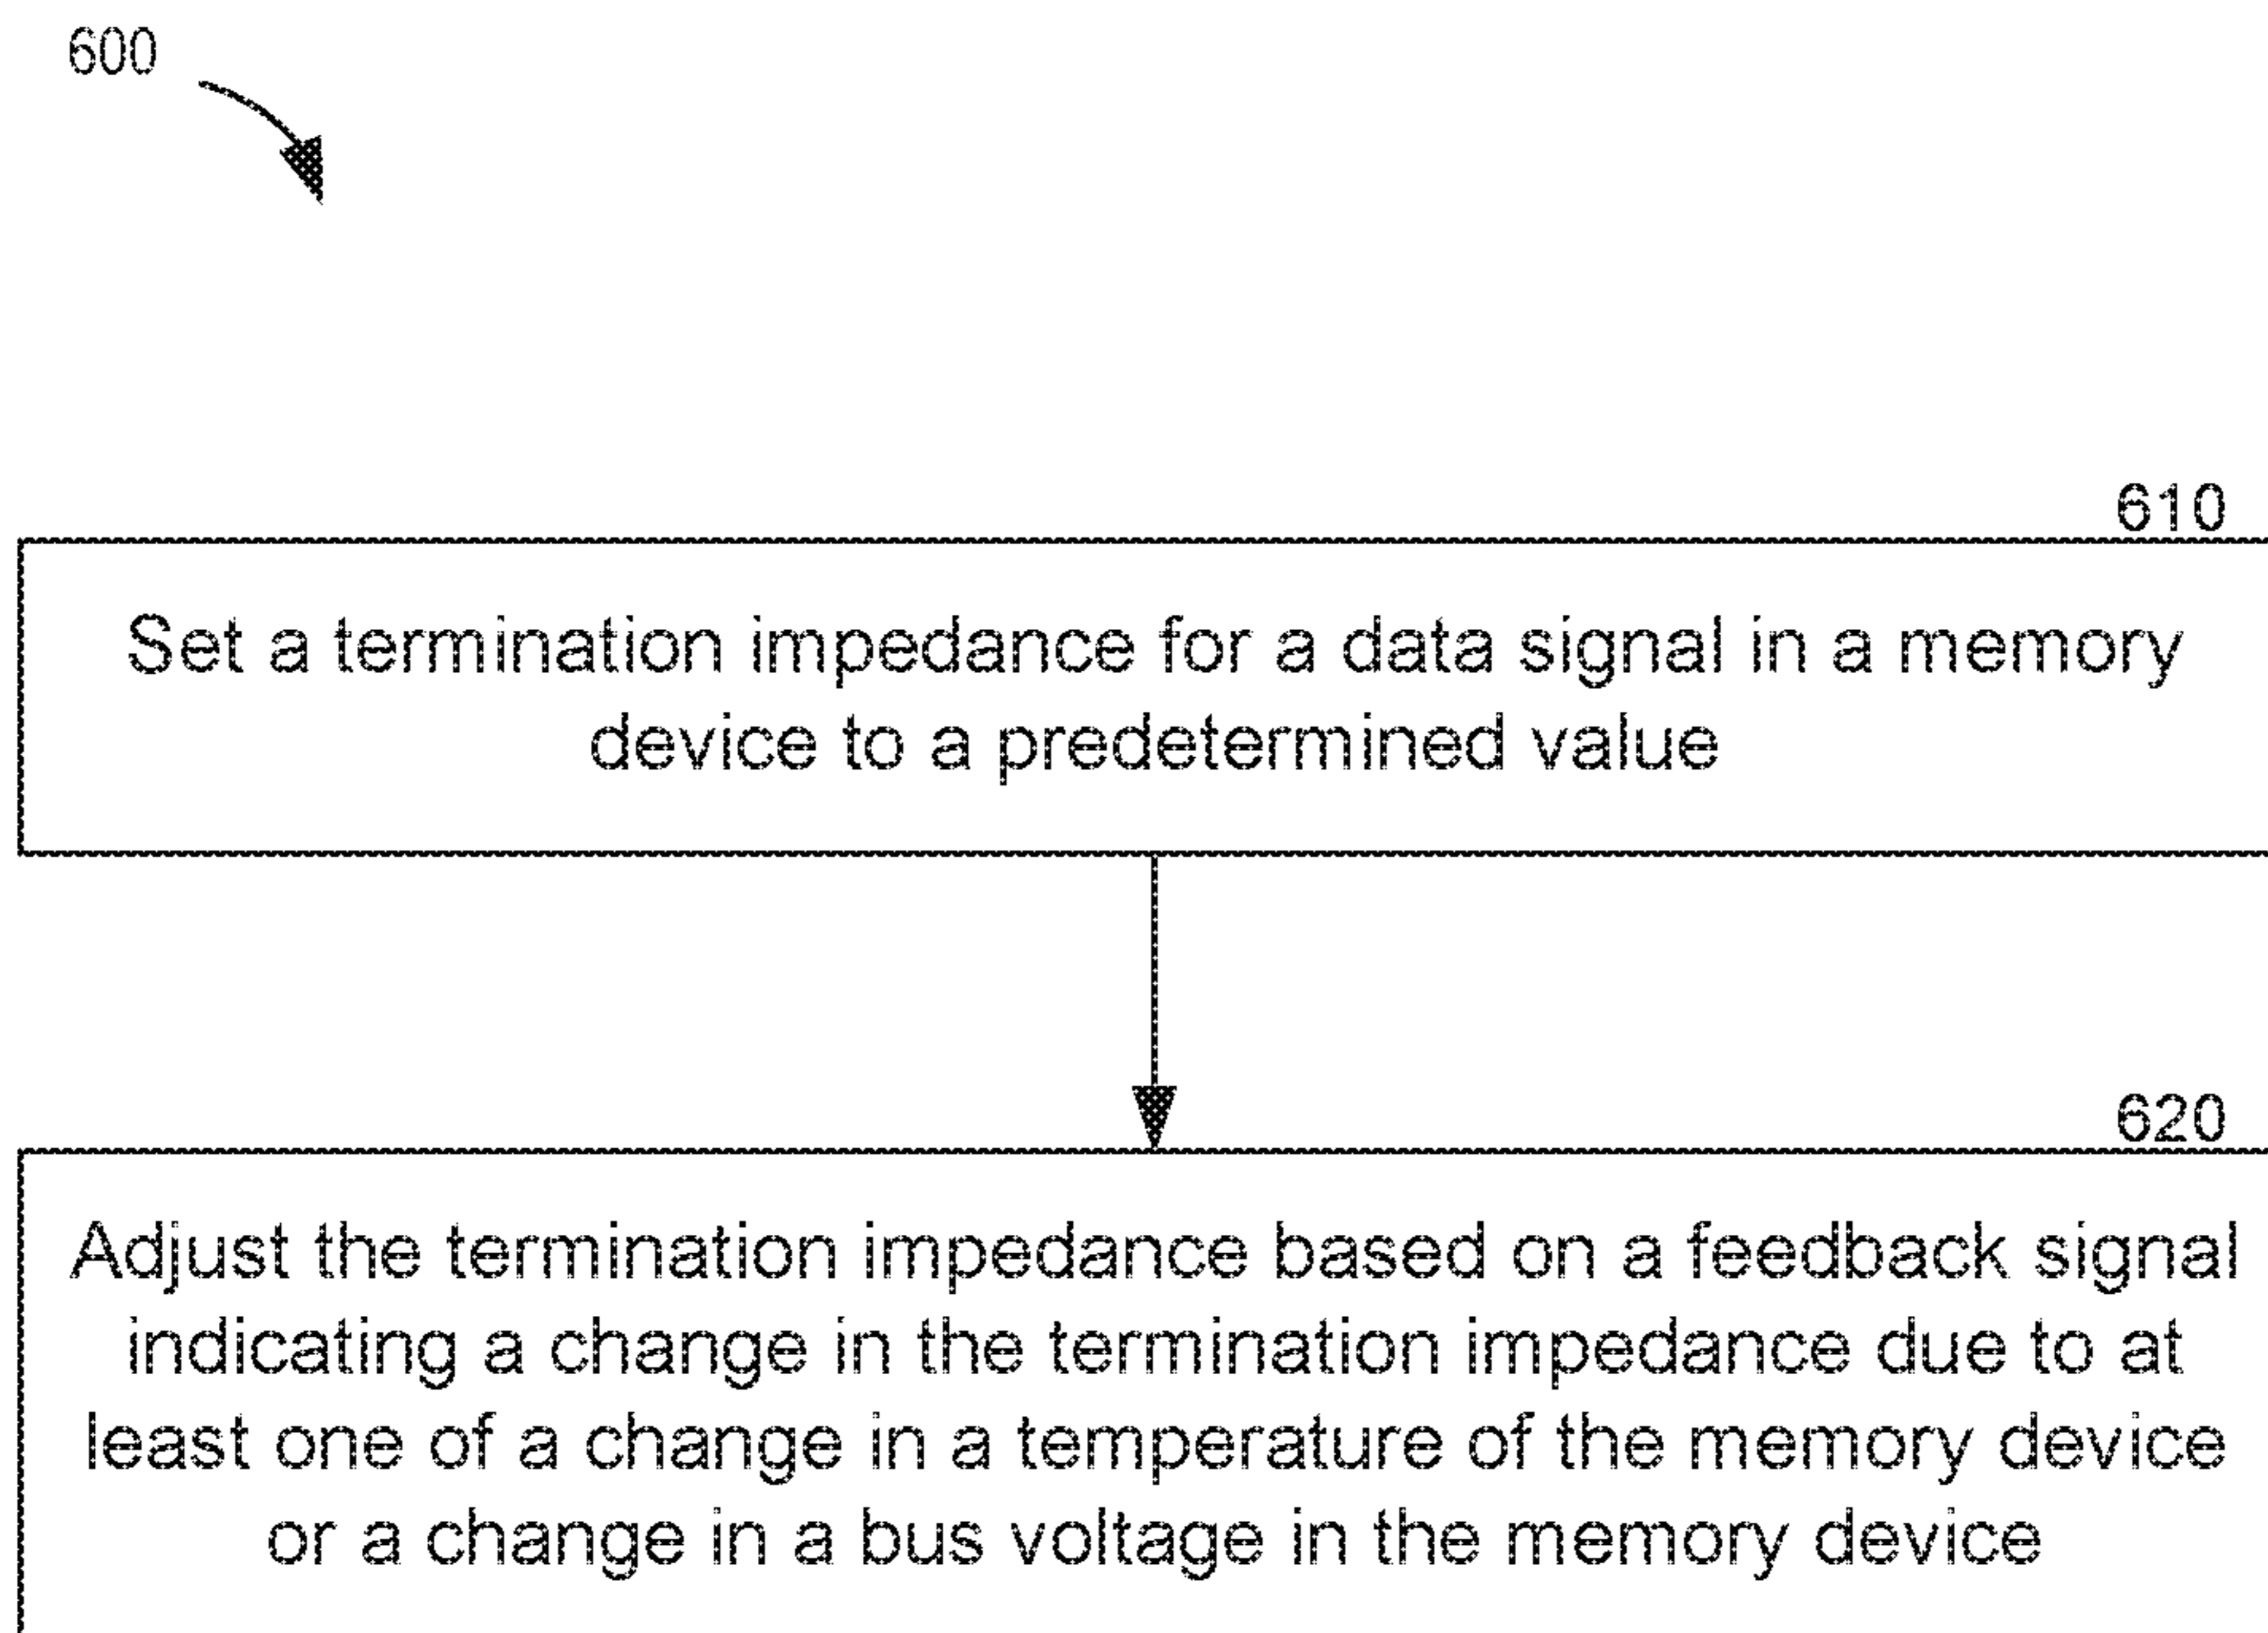 600
610
Set a termination impedance for a data signal in a memory
device to a predetermined value
620
Adjust the termination impedance based on a feedback signal
indicating a change in the termination impedance due to at
least one of a change in a temperature of the memory device
or a change in a bus voltage in the memory device